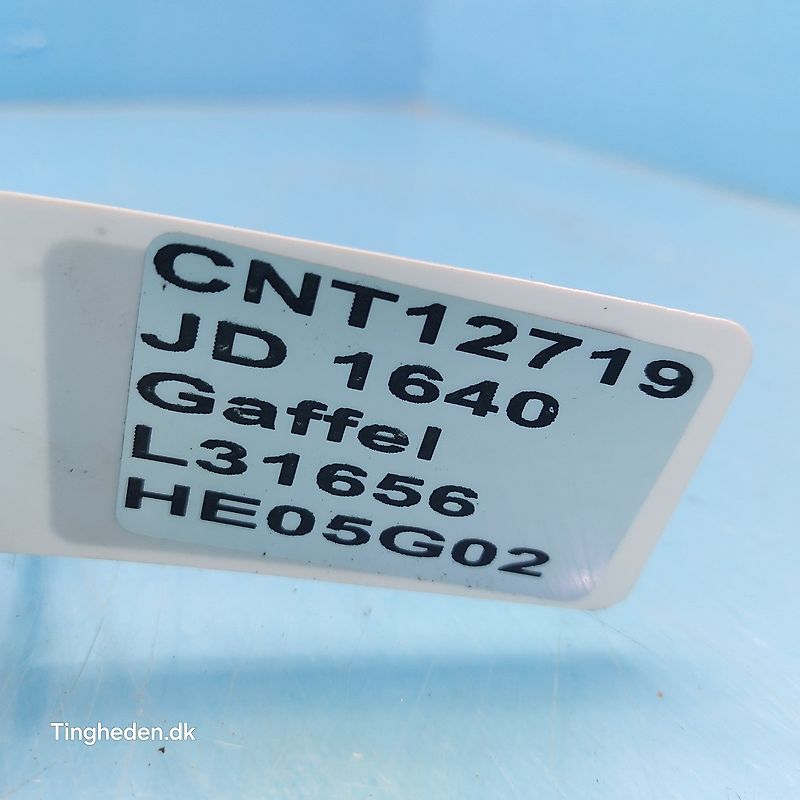 CNT12719
JD 1640
Gaffel
L31656
HE05G02
Tingheden.dk